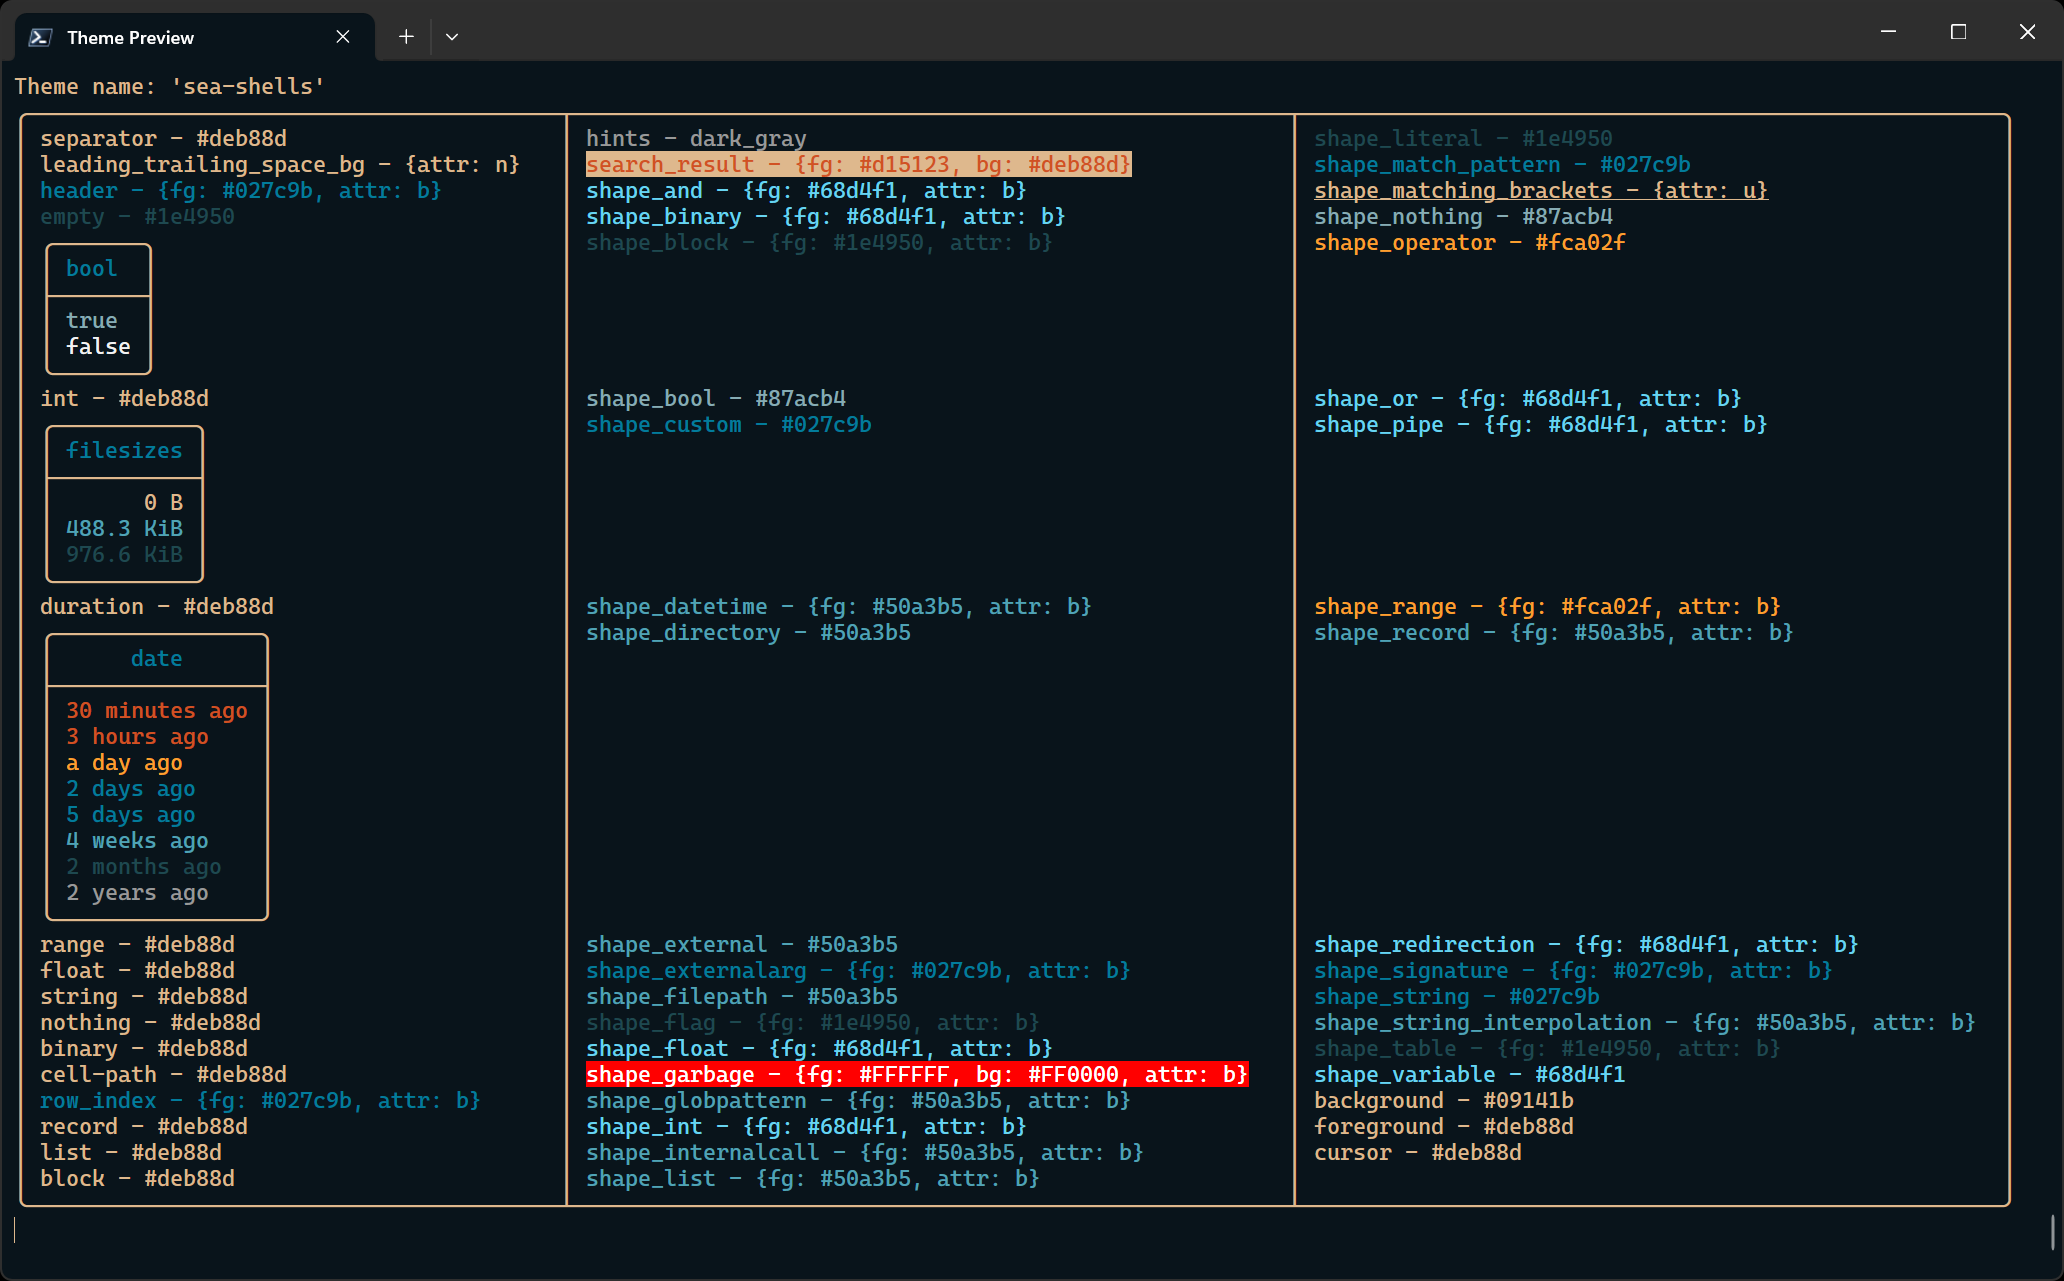 Theme Preview
Theme name: 'sea-shells'
separator - #deb88d
leading_trailing_space_bg - {attr: n}
header - {fg: #027c9b, attr: b}
empty - #1e4950
bool
true
false
int - #deb88d
filesizes
0 B
488.3 KiB
976.6 KiB
duration - #deb88d
date
30 minutes ago
3 hours ago
a day ago
2 days ago
5 days ago
4 weeks ago
2 months ago
2 years ago
range - #deb88d
float - #deb88d
string - #deb88d
nothing - #deb88d
binary - #deb88d
cell-path - #deb88d
row_index - {fg: #027c9b, attr: b}
record - #deb88d
list - #deb88d
block - #deb88d
hints - dark_gray
search_result - {fg: #d15123, bg: #deb88d}
shape_and - {fg: #68d4f1, attr: b}
shape_binary - {fg: #68d4f1, attr: b}
shape_block - {fg: #1e4950, attr: b}
shape_bool - #87acb4
shape_custom - #027c9b
shape_datetime - {fg: #50a3b5, attr: b}
shape_directory - #50a3b5
shape_external - #50a3b5
shape_externalarg - {fg: #027c9b, attr: b}
shape_filepath - #50a3b5
shape_flag - {fg: #1e4950, attr: b}
shape_float - {fg: #68d4f1, attr: b}
shape_garbage - {fg: #FFFFFF, bg: #FF0000, attr: b}
shape_globpattern - {fg: #50a3b5, attr: b}
shape_int - {fg: #68d4f1, attr: b}
shape_internalcall - {fg: #50a3b5, attr: b}
shape_list - {fg: #50a3b5, attr: b}
shape_literal - #1e4950
shape_match_pattern - #027c9b
shape_matching_brackets - {attr: u}
shape_nothing - #87acb4
shape_operator - #fca02f
shape_or - {fg: #68d4f1, attr: b}
shape_pipe - {fg: #68d4f1, attr: b}
shape_range - {fg: #fca02f, attr: b}
shape_record - {fg: #50a3b5, attr: b}
shape_redirection - {fg: #68d4f1, attr: b}
shape_signature - {fg: #027c9b, attr: b}
shape_string - #027c9b
shape_string_interpolation - {fg: #50a3b5, attr: b}
shape_table - {fg: #1e4950, attr: b}
shape_variable - #68d4f1
background - #09141b
foreground - #deb88d
cursor - #deb88d